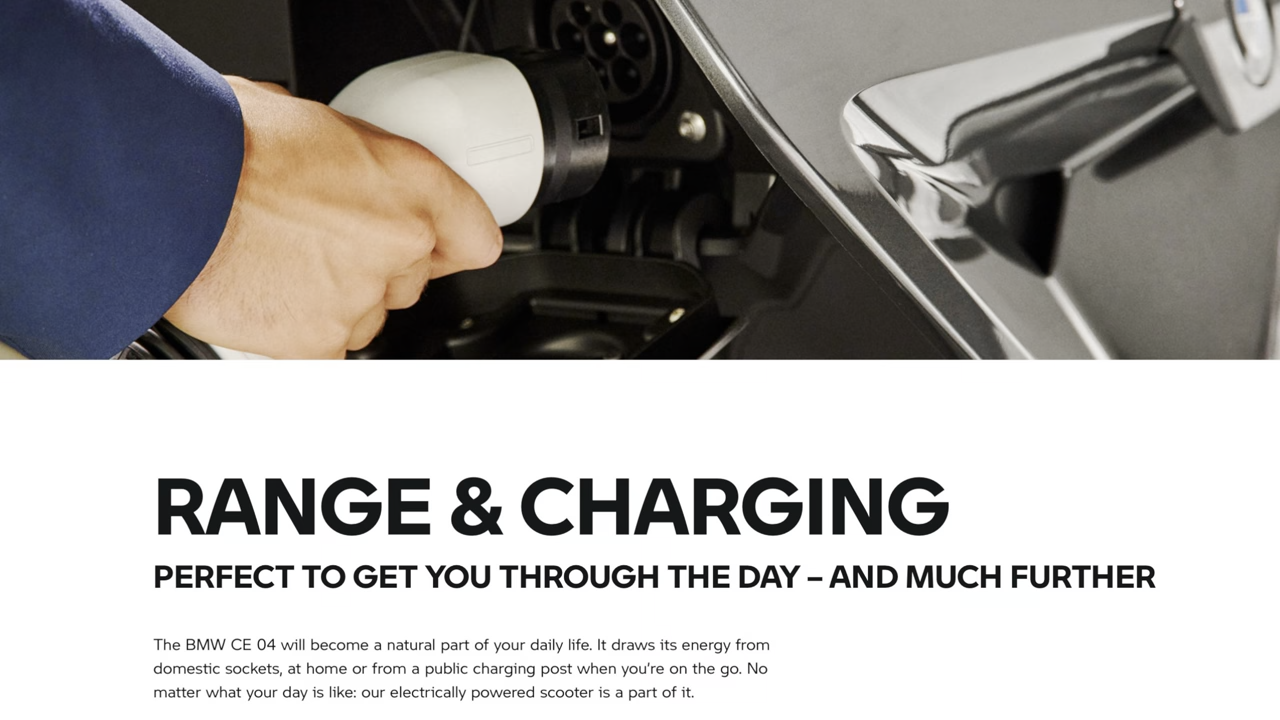 RANGE & CHARGING
PERFECT TO GET YOU THROUGH THE DAY – AND MUCH FURTHER
The BMW CE 04 will become a natural part of your daily life. It draws its energy from
domestic sockets, at home or from a public charging post when you’re on the go. No
matter what your day is like: our electrically powered scooter is a part of it.